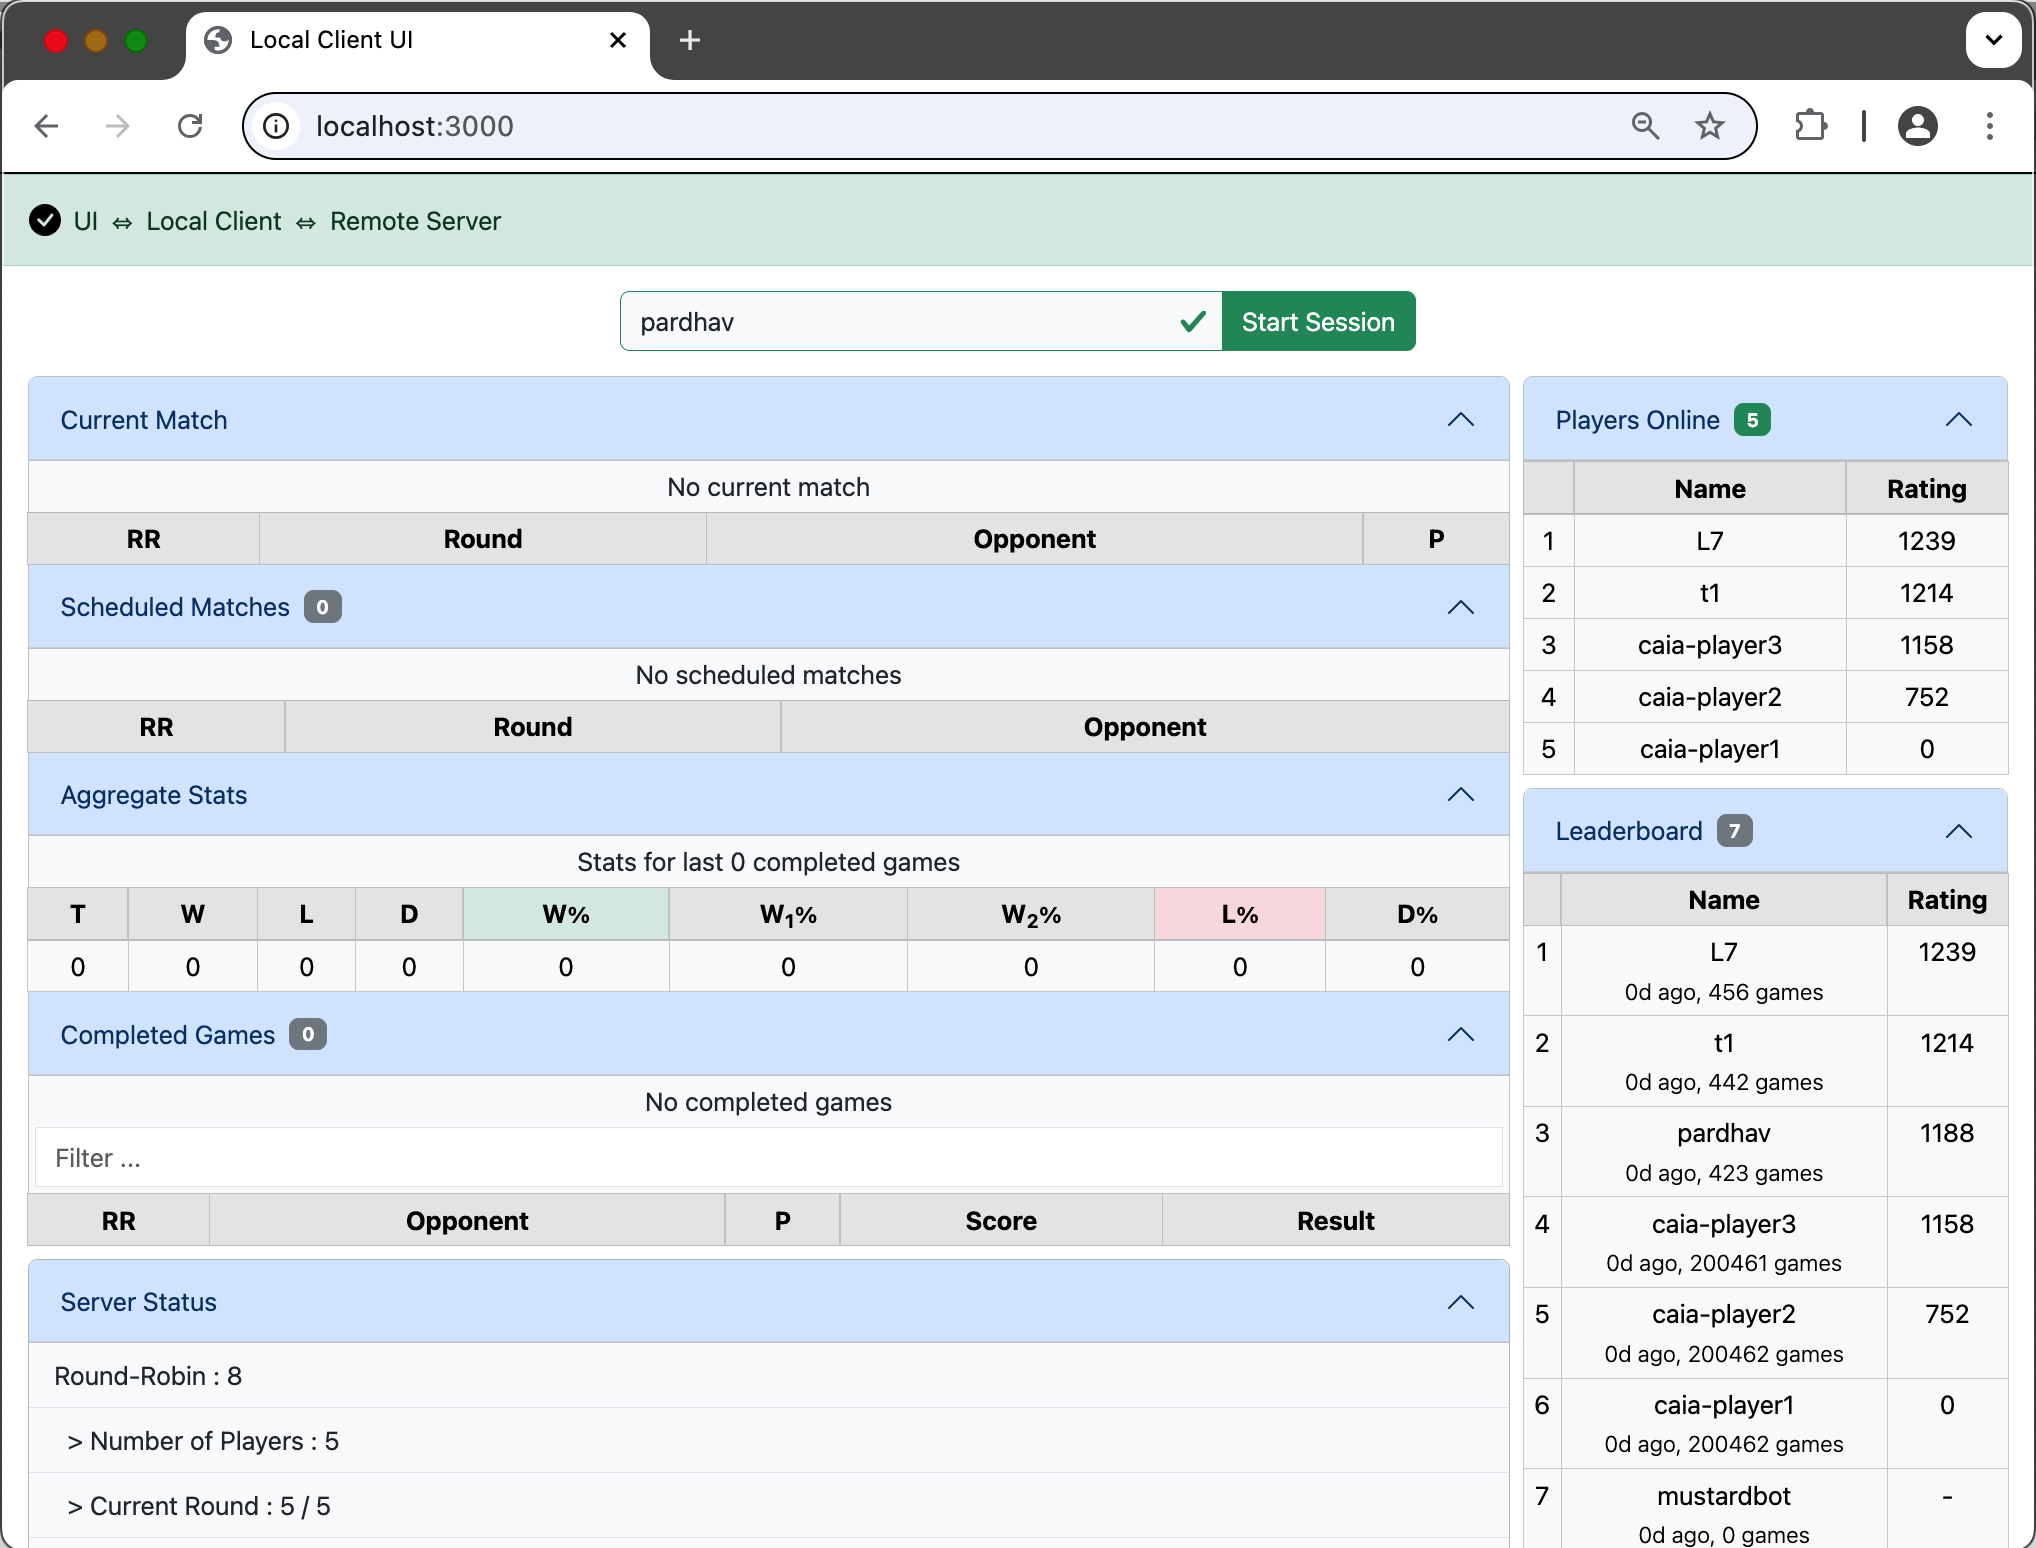 Local Client UI
localhost:3000
UI ⇔ Local Client ⇔ Remote Server
pardhav
Start Session
Current Match
No current match
RR Round Opponent P
Scheduled Matches 0
No scheduled matches
RR Round Opponent
Aggregate Stats
Stats for last 0 completed games
T W L D W% W₁% W₂% L% D%
0 0 0 0 0 0 0 0 0
Completed Games 0
No completed games
Filter ...
RR Opponent P Score Result
Server Status
Round-Robin : 8
> Number of Players : 5
> Current Round : 5 / 5
Players Online 5
Name Rating
1 L7 1239
2 t1 1214
3 caia-player3 1158
4 caia-player2 752
5 caia-player1 0
Leaderboard 7
Name Rating
1 L7 1239
0d ago, 456 games
2 t1 1214
0d ago, 442 games
3 pardhav 1188
0d ago, 423 games
4 caia-player3 1158
0d ago, 200461 games
5 caia-player2 752
0d ago, 200462 games
6 caia-player1 0
0d ago, 200462 games
7 mustardbot -
0d ago, 0 games